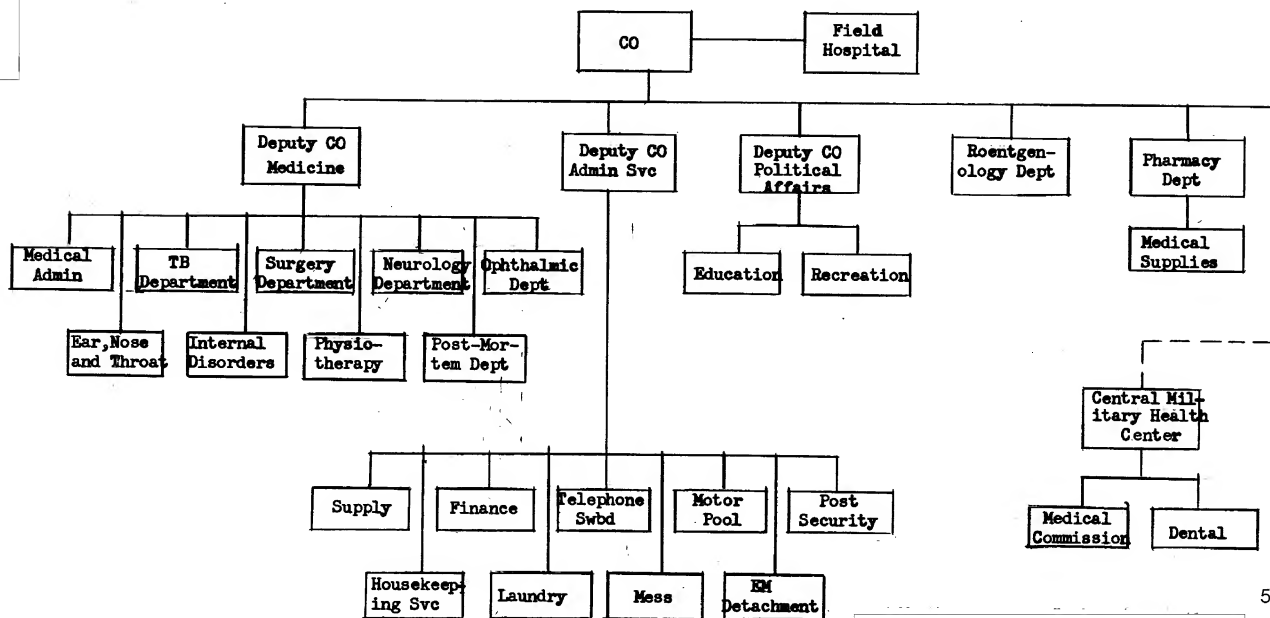 CO
Field
Hospital
Deputy CO
Medicine
Deputy CO
Admin Svc
Deputy CO
Political
Affairs
Roentgen-
ology Dept
Pharmacy
Dept
Medical
Admin
TB
Department
Surgery
Department
Neurology
Department
Ophthalmic
Dept
Education
Recreation
Medical
Supplies
Ear, Nose
and Throat
Internal
Disorders
Physio-
therapy
Post-Mor-
tem Dept
Central Mil-
itary Health
Center
Supply
Finance
Telephone
Swbd
Motor
Pool
Post
Security
Medical
Commission
Dental
Housekeep-
ing Svc
Laundry
Mess
EM
Detachment
5